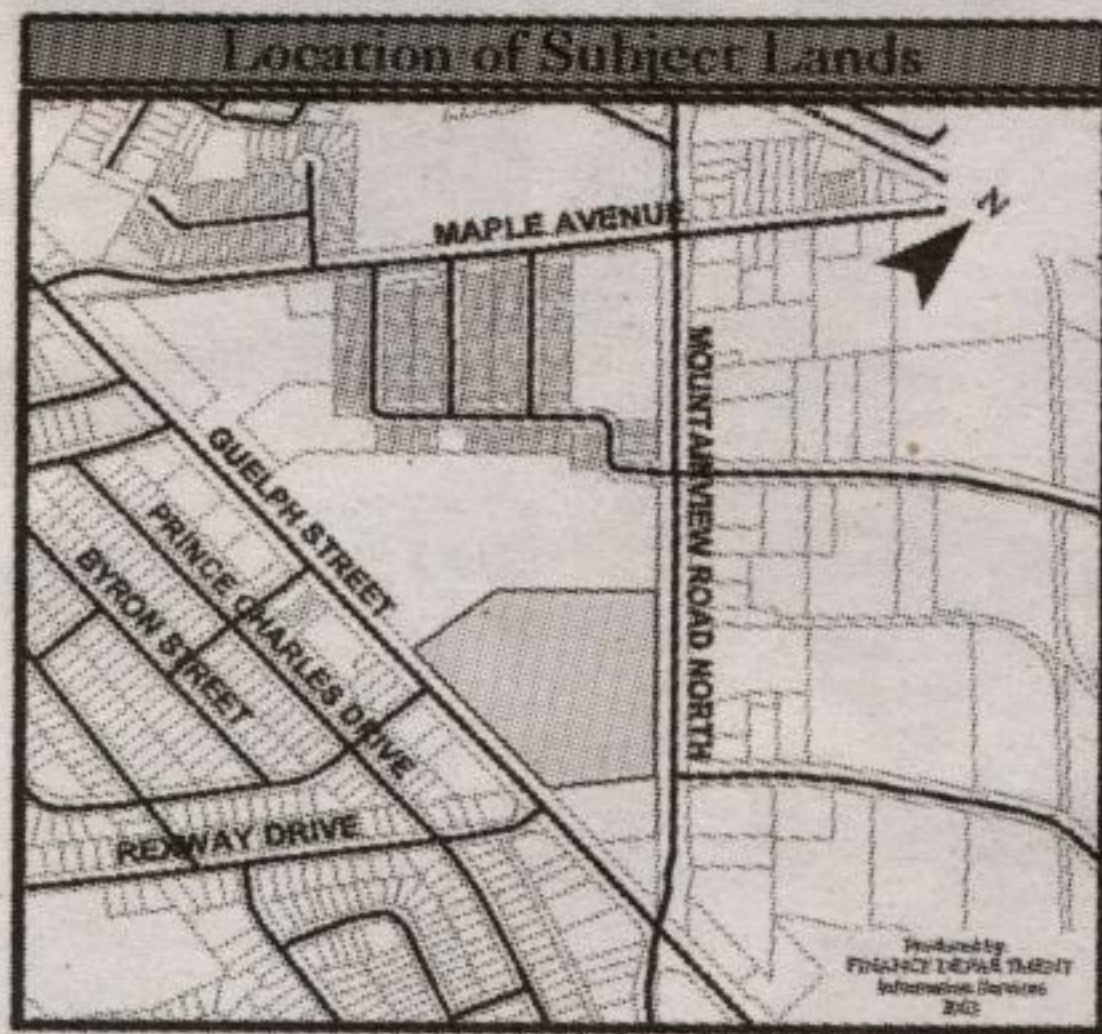 Location of Subject Lands
MAPLE AVENUE
N
MOUNTAINVIEW ROAD NORTH
GUELPH STREET
PRINCE CHARLES DRIVE
BYRON STREET
REXWAY DRIVE
Produced by
FINANCE DEPARTMENT
Information Services